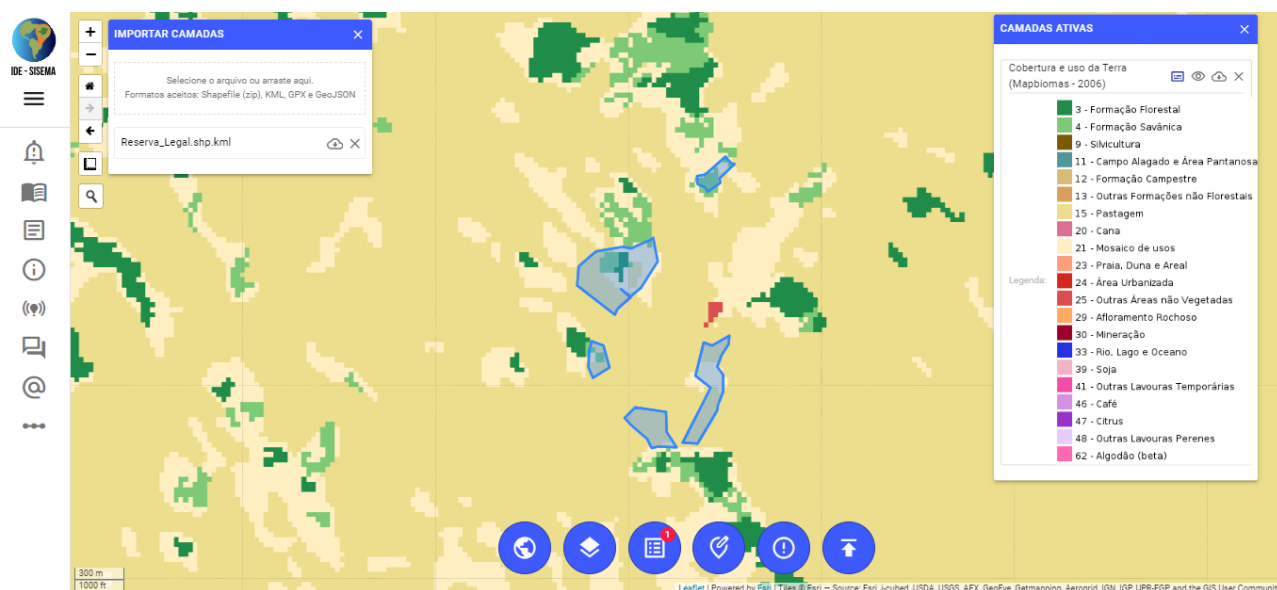 IDE - SISEMA
+
−
IMPORTAR CAMADAS
Selecione o arquivo ou arraste aqui.
Formatos aceitos: Shapefile (zip), KML, GPX e GeoJSON
Reserva_Legal.shp.kml
CAMADAS ATIVAS
Cobertura e uso da Terra
(Mapbiomas - 2006)
Legenda:
3 - Formação Florestal
4 - Formação Savânica
9 - Silvicultura
11 - Campo Alagado e Área Pantanosa
12 - Formação Campestre
13 - Outras Formações não Florestais
15 - Pastagem
20 - Cana
21 - Mosaico de usos
23 - Praia, Duna e Areal
24 - Área Urbanizada
25 - Outras Áreas não Vegetadas
29 - Afloramento Rochoso
30 - Mineração
33 - Rio, Lago e Oceano
39 - Soja
41 - Outras Lavouras Temporárias
46 - Café
47 - Citrus
48 - Outras Lavouras Perenes
62 - Algodão (beta)
1
300 m
1000 ft
Leaflet | Powered by Esri | Tiles © Esri — Source: Esri, i-cubed, USDA, USGS, AEX, GeoEye, Getmapping, Aerogrid, IGN, IGP, UPR-EGP, and the GIS User Communit